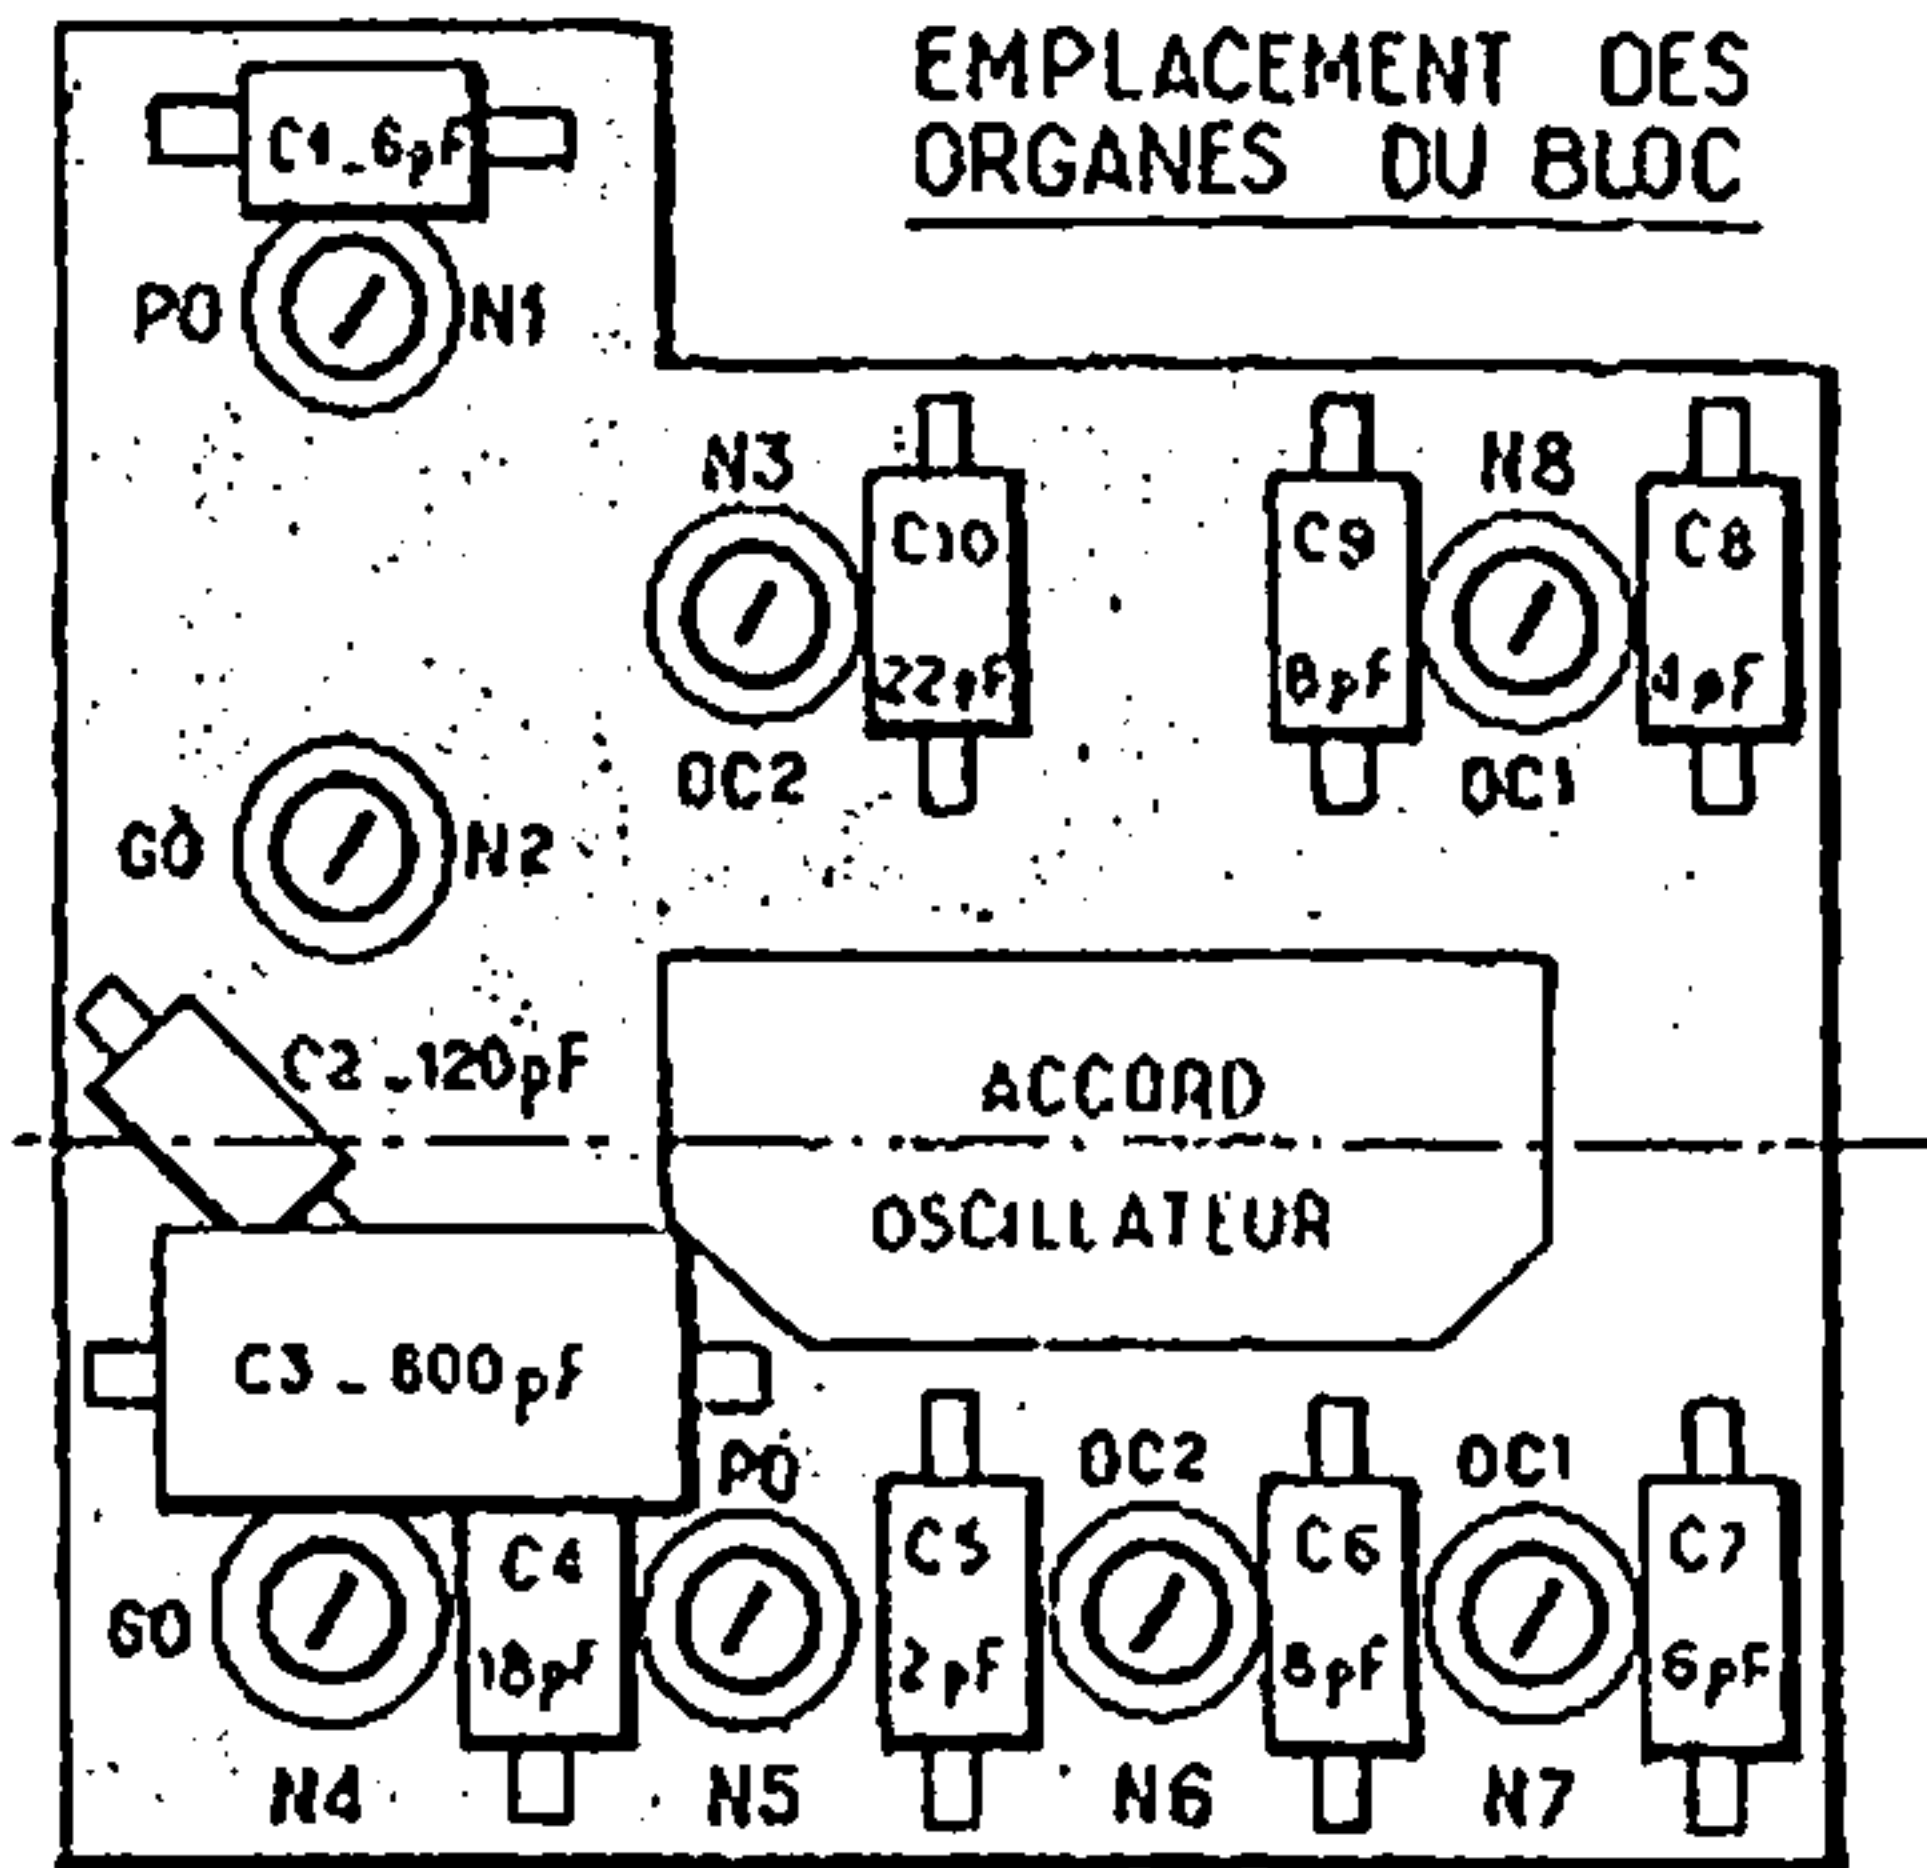 EMPLACEMENT DES
ORGANES DU BLOC
C1_6pF
PO N1
N3
C10
22pF
OC2
C9
8pF
N8
OC1
C8
4pF
GO N2
C2_120pF
ACCORD
OSCILLATEUR
C3_600pF
GO
N4
C4
18pF
PO
N5
C5
2pF
OC2
N6
C6
8pF
OC1
N7
C7
6pF